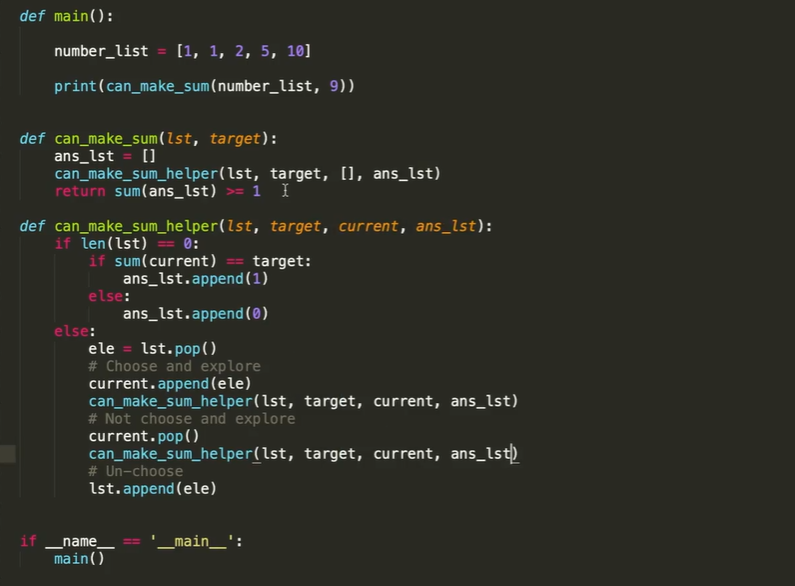 def main():
    number_list = [1, 1, 2, 5, 10]
    print(can_make_sum(number_list, 9))
def can_make_sum(lst, target):
    ans_lst = []
    can_make_sum_helper(lst, target, [], ans_lst)
    return sum(ans_lst) >= 1
def can_make_sum_helper(lst, target, current, ans_lst):
    if len(lst) == 0:
        if sum(current) == target:
            ans_lst.append(1)
        else:
            ans_lst.append(0)
    else:
        ele = lst.pop()
        # Choose and explore
        current.append(ele)
        can_make_sum_helper(lst, target, current, ans_lst)
        # Not choose and explore
        current.pop()
        can_make_sum_helper(lst, target, current, ans_lst)
        # Un-choose
        lst.append(ele)
if __name__ == '__main__':
    main()